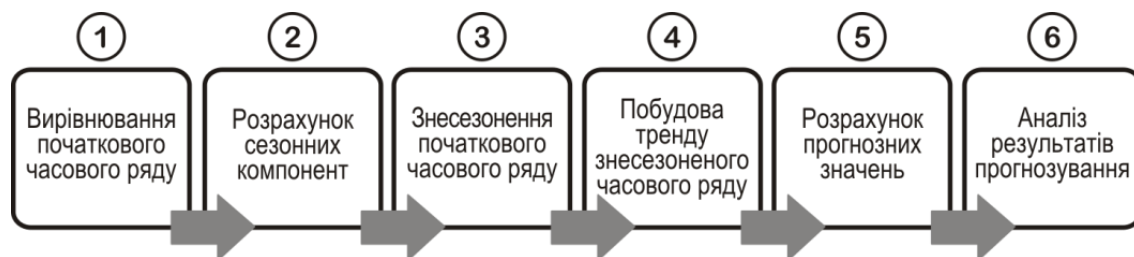 1
Вирівнювання
початкового
часового ряду
2
Розрахунок
сезонних
компонент
3
Знесезонення
початкового
часового ряду
4
Побудова
тренду
знесезоненого
часового ряду
5
Розрахунок
прогнозних
значень
6
Аналіз
результатів
прогнозування